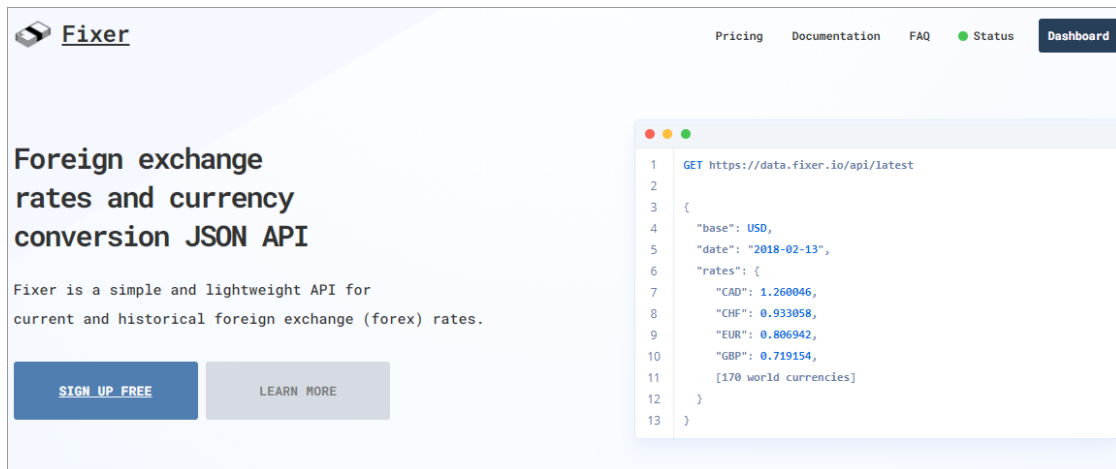 Fixer
Pricing Documentation FAQ Status Dashboard
Foreign exchange
rates and currency
conversion JSON API
Fixer is a simple and lightweight API for
current and historical foreign exchange (forex) rates.
SIGN UP FREE LEARN MORE
1 GET https://data.fixer.io/api/latest
2
3 {
4 "base": USD,
5 "date": "2018-02-13",
6 "rates": {
7 "CAD": 1.260046,
8 "CHF": 0.933058,
9 "EUR": 0.806942,
10 "GBP": 0.719154,
11 [170 world currencies]
12 }
13 }